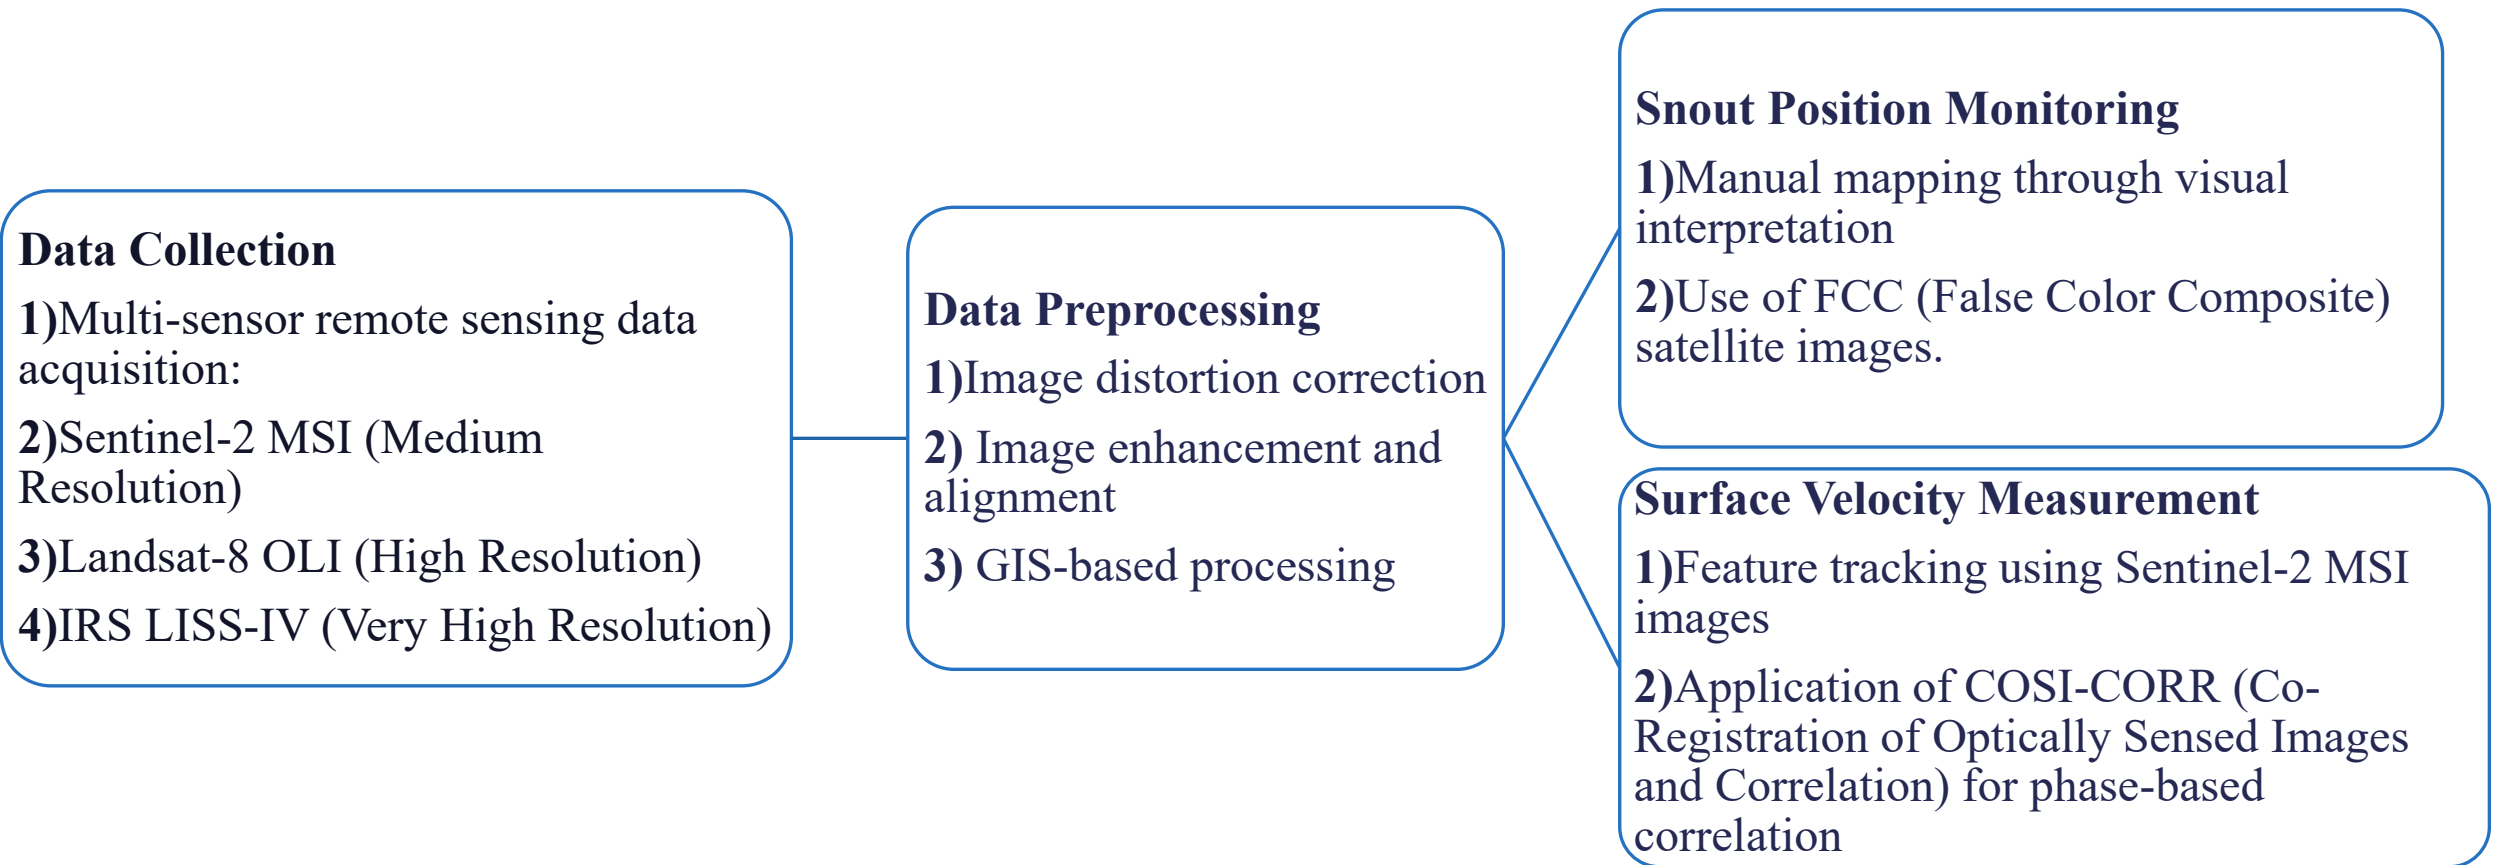 Data Collection
1)Multi-sensor remote sensing data
acquisition:
2)Sentinel-2 MSI (Medium
Resolution)
3)Landsat-8 OLI (High Resolution)
4)IRS LISS-IV (Very High Resolution)
Data Preprocessing
1)Image distortion correction
2) Image enhancement and
alignment
3) GIS-based processing
Snout Position Monitoring
1)Manual mapping through visual
interpretation
2)Use of FCC (False Color Composite)
satellite images.
Surface Velocity Measurement
1)Feature tracking using Sentinel-2 MSI
images
2)Application of COSI-CORR (Co-
Registration of Optically Sensed Images
and Correlation) for phase-based
correlation